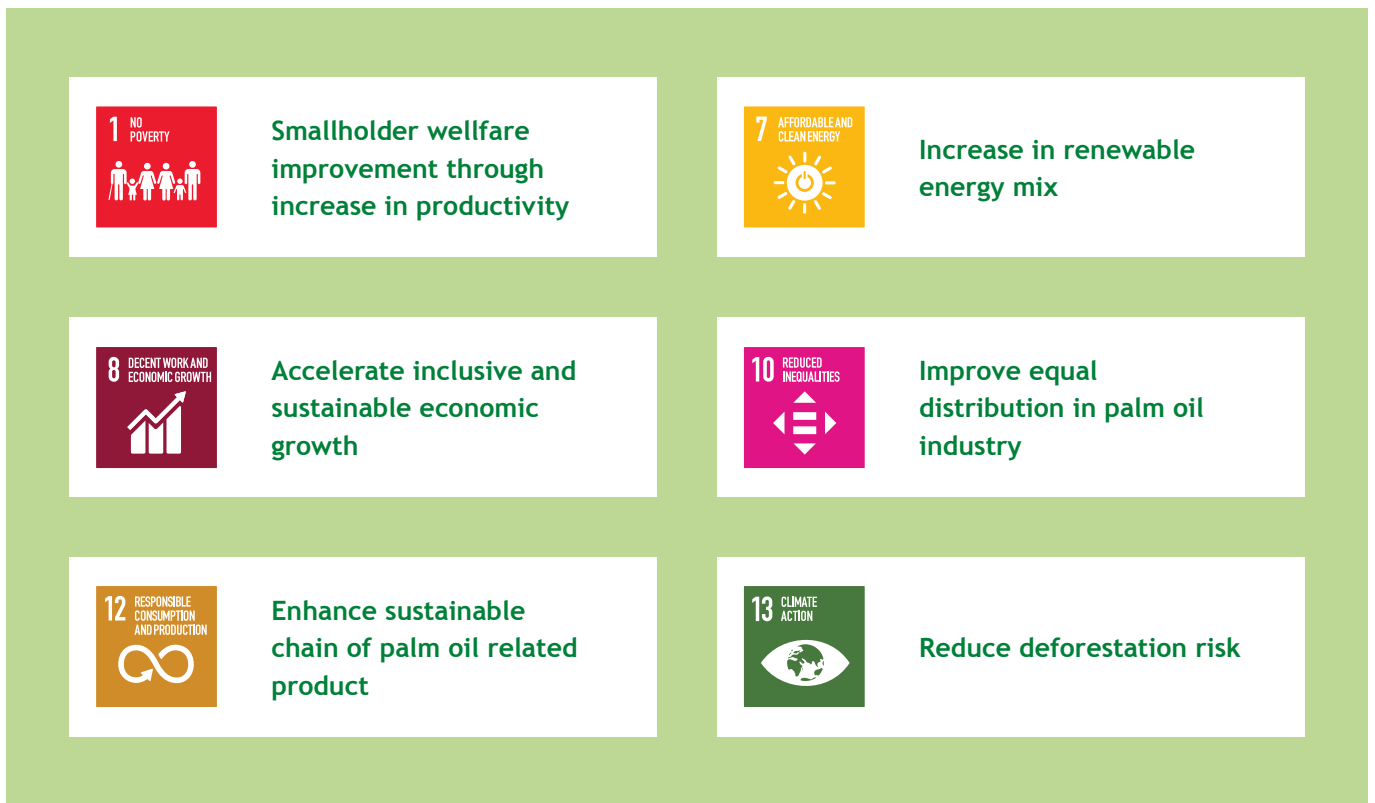 1 NO
POVERTY
Smallholder wellfare
improvement through
increase in productivity
7 AFFORDABLE AND
CLEAN ENERGY
Increase in renewable
energy mix
8 DECENT WORK AND
ECONOMIC GROWTH
Accelerate inclusive and
sustainable economic
growth
10 REDUCED
INEQUALITIES
Improve equal
distribution in palm oil
industry
12 RESPONSIBLE
CONSUMPTION
AND PRODUCTION
Enhance sustainable
chain of palm oil related
product
13 CLIMATE
ACTION
Reduce deforestation risk